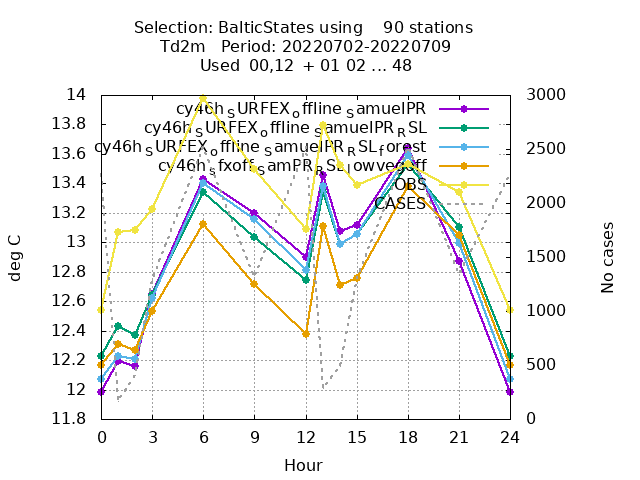 Selection: BalticStates using 90 stations
Td2m Period: 20220702-20220709
Used 00,12 + 01 02 ... 48
14
13.8
13.6
13.4
13.2
13
12.8
12.6
12.4
12.2
12
11.8
deg C
cy46h_SURFEX_offline_SamuelPR
cy46h_SURFEX_offline_SamuelPR_RSL
cy46h_SURFEX_offline_SamuelPR_RSL_forest
cy46h_sfxoff_SamPR_RSL_lowvegoff
OBS
CASES
3000
2500
2000
1500
1000
500
0
No cases
0 3 6 9 12 15 18 21 24
Hour